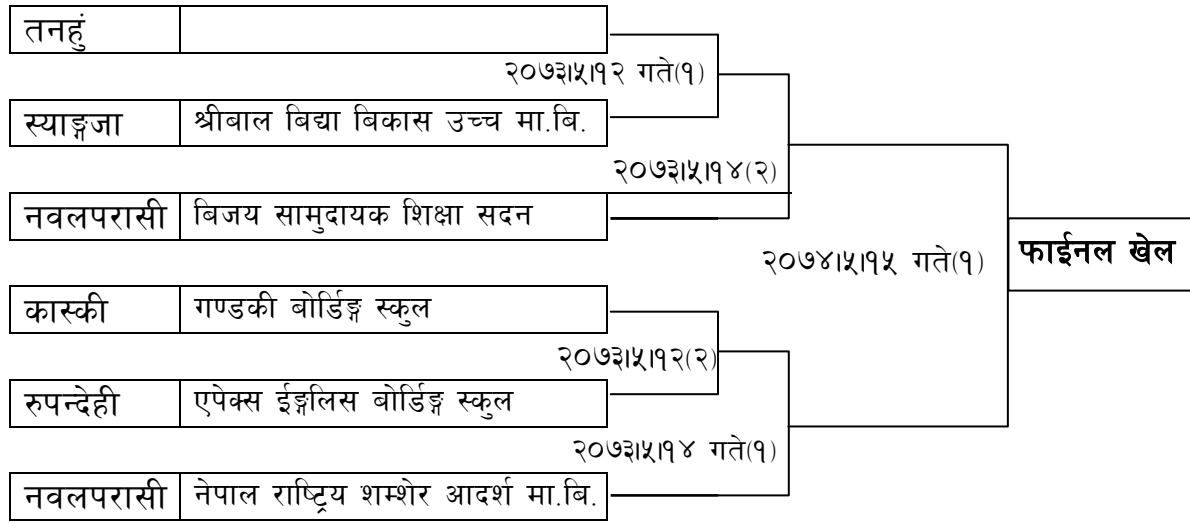 तनहुं
२०७३।५।१२ गते(१)
स्याङ्गजा श्रीबाल बिद्या बिकास उच्च मा.बि.
२०७३।५।१४(२)
नवलपरासी बिजय सामुदायक शिक्षा सदन
२०७४।५।१५ गते(१) फाईनल खेल
कास्की गण्डकी बोर्डिङ्ग स्कुल
२०७३।५।१२(२)
रुपन्देही एपेक्स ईङ्गलिस बोर्डिङ्ग स्कुल
२०७३।५।१४ गते(१)
नवलपरासी नेपाल राष्ट्रिय शम्शेर आदर्श मा.बि.